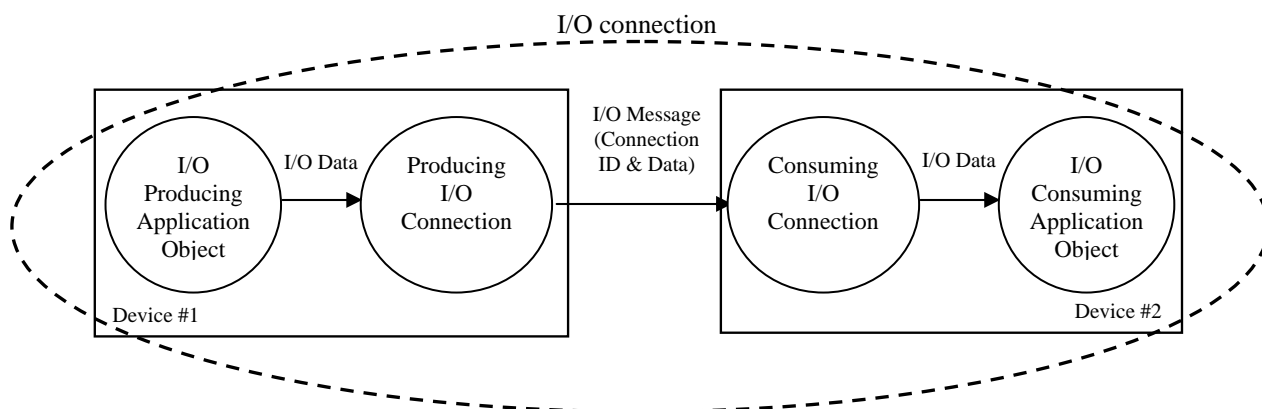 I/O connection
I/O
Producing
Application
Object
I/O Data
Producing
I/O
Connection
I/O Message
(Connection
ID & Data)
Consuming
I/O
Connection
I/O Data
I/O
Consuming
Application
Object
Device #1
Device #2